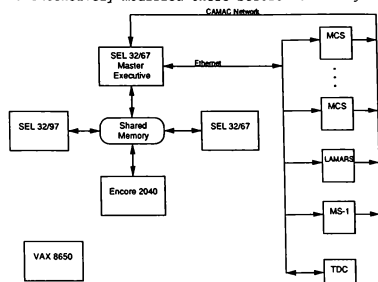 CAMAC Network
SEL 32/67
Master
Executive
Ethernet
MCS
MCS
SEL 32/97
Shared
Memory
SEL 32/67
LAMARS
Encore 2040
MS-1
VAX 8650
TDC